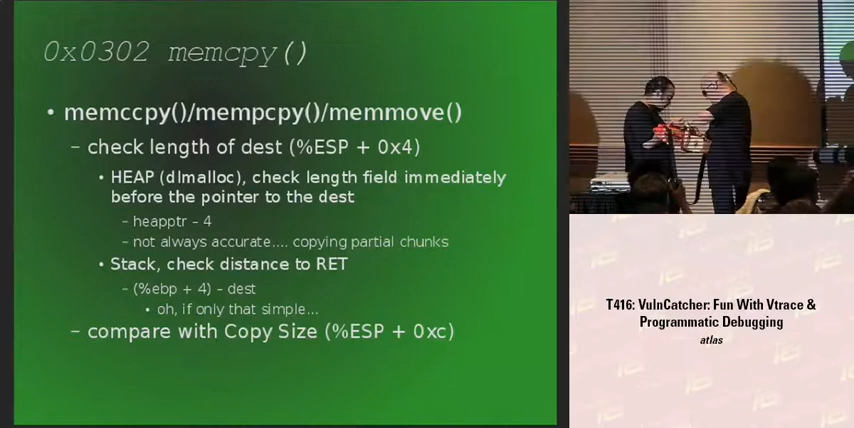 0x0302 memcpy()
• memccpy()/mempcpy()/memmove()
– check length of dest (%ESP + 0x4)
• HEAP (dlmalloc), check length field immediately
before the pointer to the dest
– heapptr – 4
– not always accurate.... copying partial chunks
• Stack, check distance to RET
– (%ebp + 4) – dest
• oh, if only that simple...
– compare with Copy Size (%ESP + 0xc)
T416: VulnCatcher: Fun With Vtrace &
Programmatic Debugging
atlas